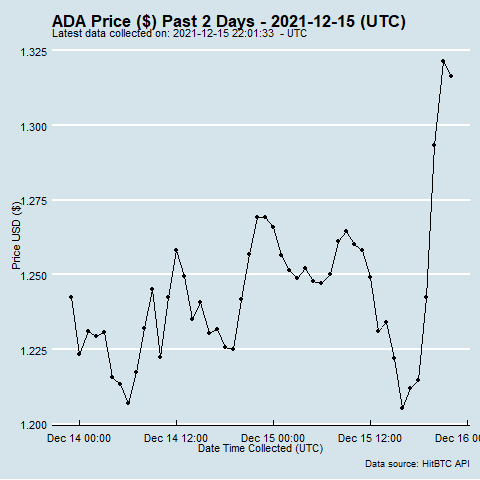 ADA Price ($) Past 2 Days - 2021-12-15 (UTC)
Latest data collected on: 2021-12-15 22:01:33  - UTC
1.325
1.300
1.275
1.250
1.225
1.200
Price USD ($)
Dec 14 00:00 Dec 14 12:00 Dec 15 00:00 Dec 15 12:00 Dec 16 00
Date Time Collected (UTC)
Data source: HitBTC API